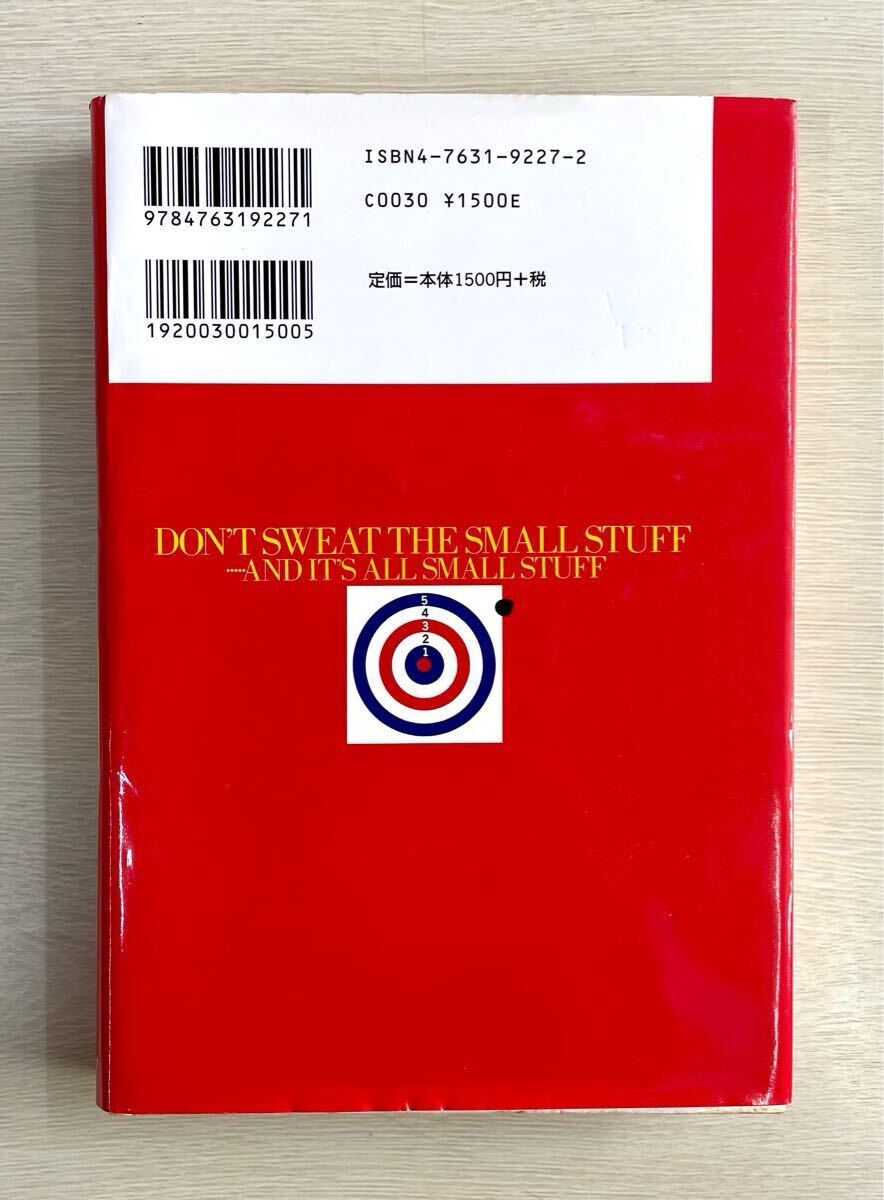 ISBN4-7631-9227-2
9784763192271
C0030 ¥1500E
定価＝本体1500円＋税
1920030015005
DON'T SWEAT THE SMALL STUFF
·····AND IT'S ALL SMALL STUFF
5
4
3
2
1